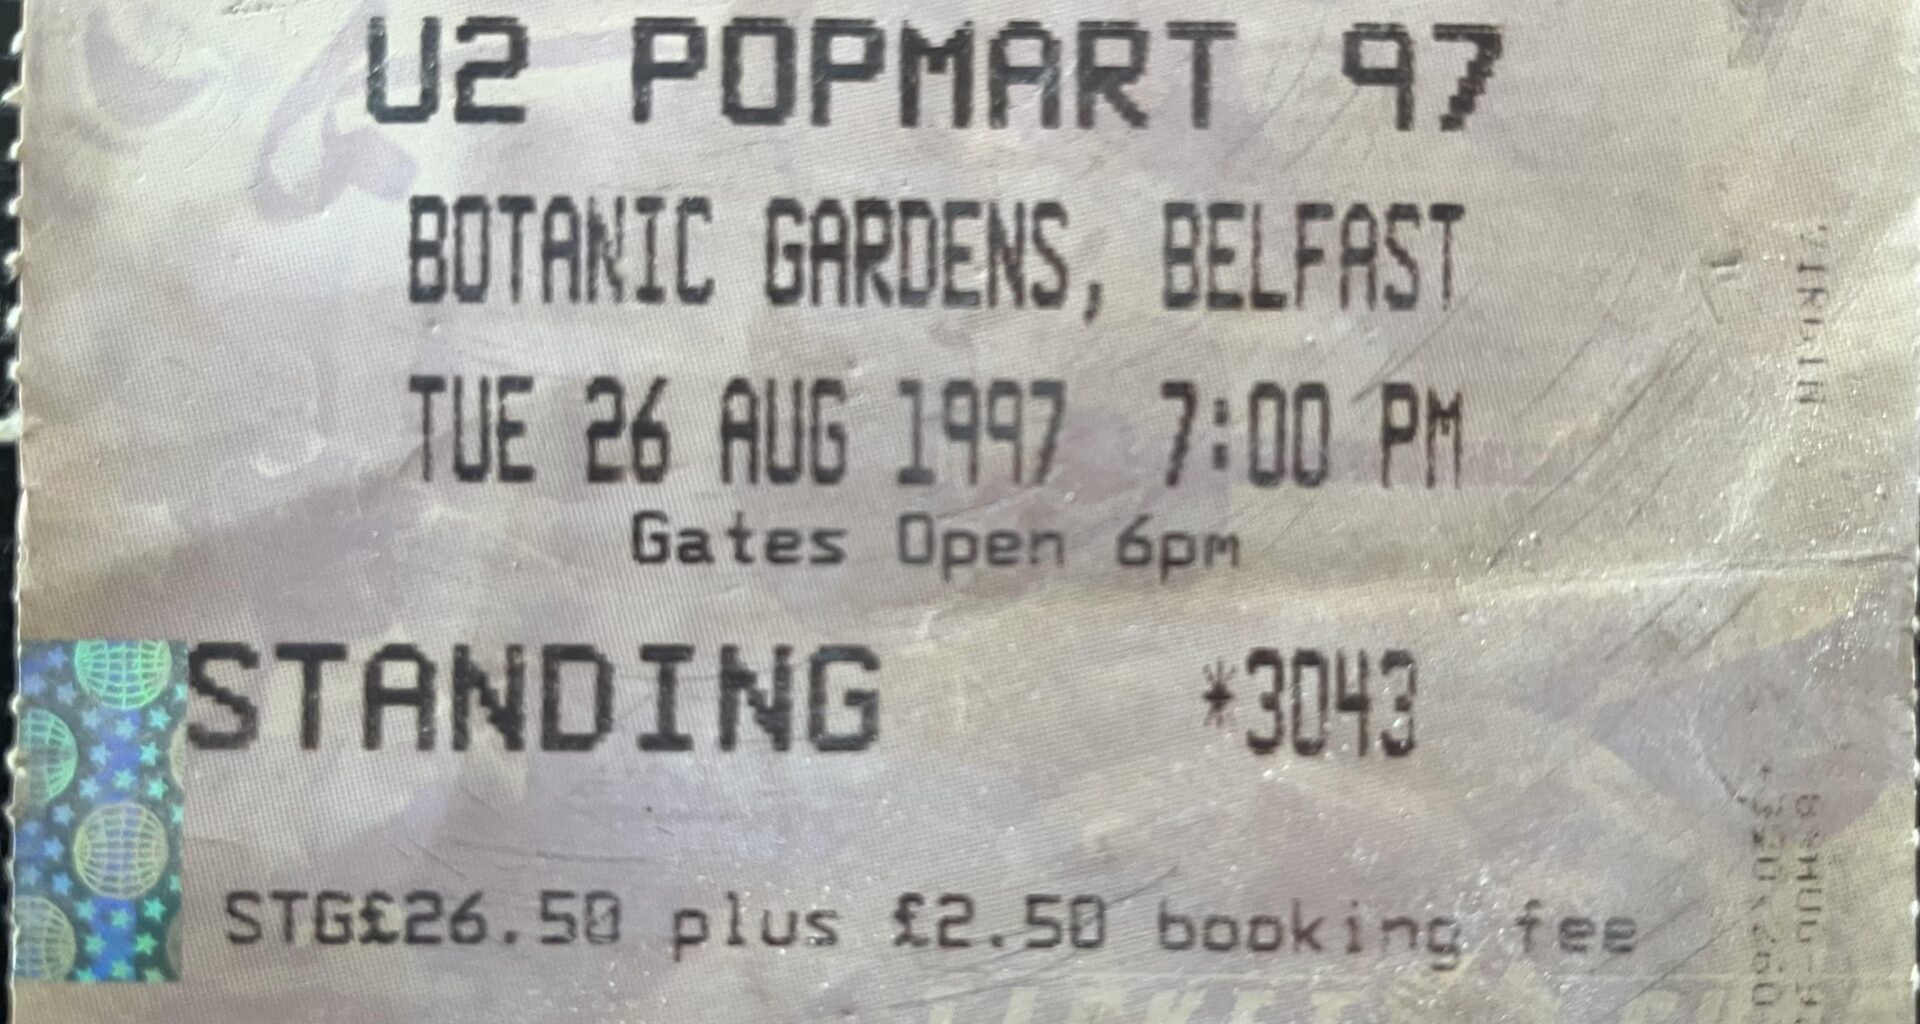 U2 POPMART 97
BOTANIC GARDENS, BELFAST
TUE 26 AUG 1997 7:00 PM
Gates Open 6pm
STANDING *3043
STG£26.50 plus £2.50 booking fee